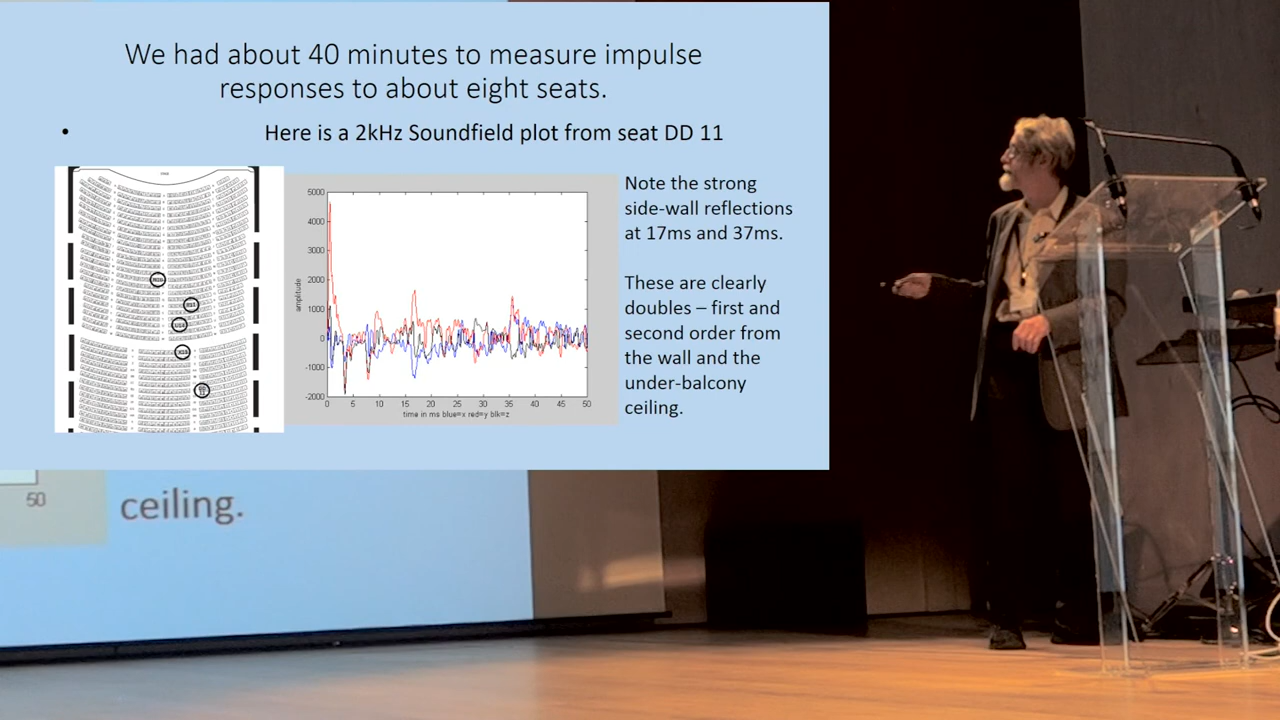 We had about 40 minutes to measure impulse
responses to about eight seats.
• Here is a 2kHz Soundfield plot from seat DD 11
Note the strong
side-wall reflections
at 17ms and 37ms.
These are clearly
doubles – first and
second order from
the wall and the
under-balcony
ceiling.
amplitude
5000
4000
3000
2000
1000
0
-1000
-2000
0 5 10 15 20 25 30 35 40 45 50
time in ms blue=x red=y blk=z
50
ceiling.